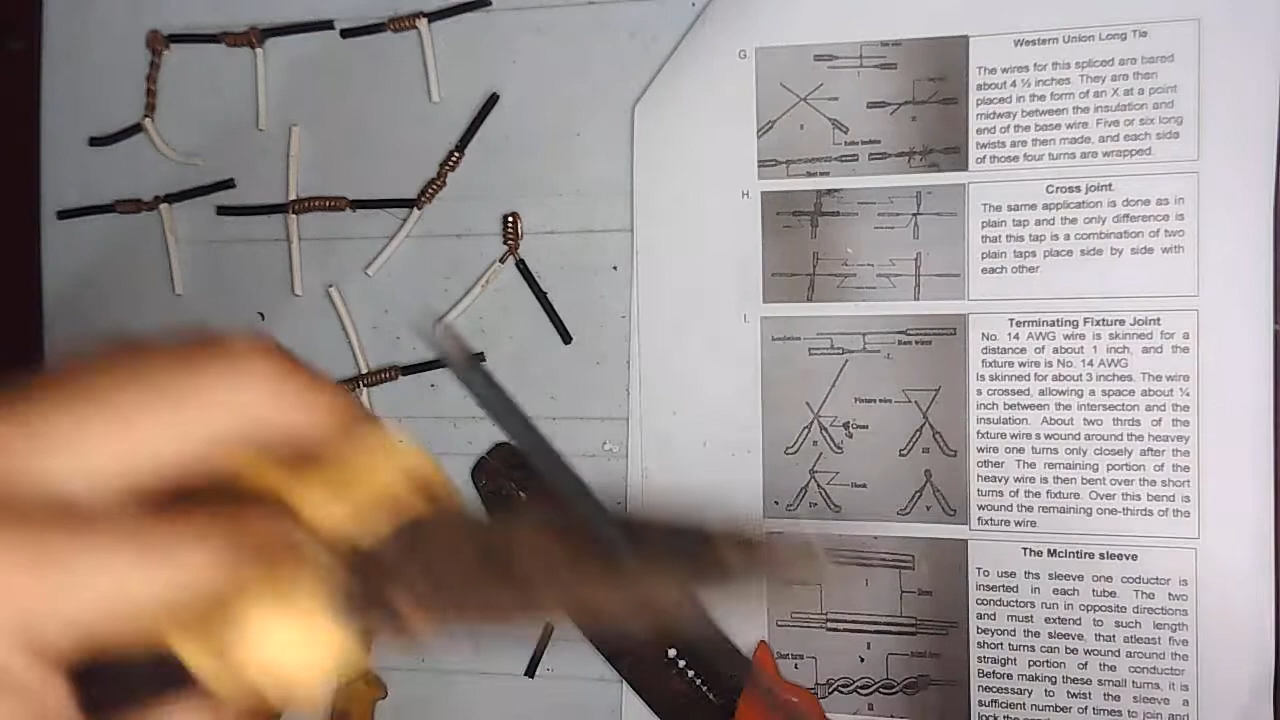 G.
Western Union Long Tie
The wires for this spliced are bared
about 4 ½ inches. They are then
placed in the form of an X at a point
midway between the insulation and
end of the base wire. Five or six long
twists are then made, and each side
of those four turns are wrapped.
H.
Cross joint.
The same application is done as in
plain tap and the only difference is
that this tap is a combination of two
plain taps place side by side with
each other
I.
Insulation
Bare wires
Fixture wire
Cross
Hook
Terminating Fixture Joint
No. 14 AWG wire is skinned for a
distance of about 1 inch, and the
fixture wire is No. 14 AWG
Is skinned for about 3 inches. The wire
s crossed, allowing a space about ¼
inch between the intersecton and the
insulation. About two thrds of the
fxture wire s wound around the heavey
wire one turns only closely after the
other. The remaining portion of the
heavy wire is then bent over the short
turns of the fixture. Over this bend is
wound the remaining one-thirds of the
fixture wire.
Short turns
The McIntire sleeve
To use ths sleeve one coductor is
inserted in each tube. The two
conductors run in opposite directions
and must extend to such length
beyond the sleeve, that atleast five
short turns can be wound around the
straight portion of the conductor
Before making these small turns, it is
necessary to twist the sleeve a
sufficient number of times to join and
lock the